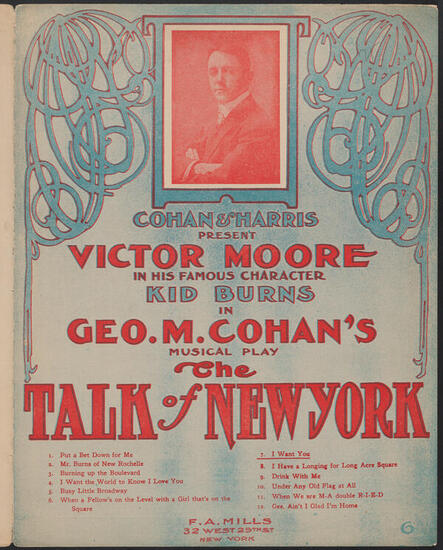 COHAN & HARRIS
PRESENT
VICTOR MOORE
IN HIS FAMOUS CHARACTER
KID BURNS
IN
GEO. M. COHAN'S
MUSICAL PLAY
The
TALK of NEW YORK
1. Put a Bet Down for Me
2. Mr. Burns of New Rochelle
3. Burning up the Boulevard
4. I Want the World to Know I Love You
5. Busy Little Broadway
6. When a Fellow's on the Level with a Girl that's on the
Square
7. I Want You
8. I Have a Longing for Long Acre Square
9. Drink With Me
10. Under Any Old Flag at All
11. When We are M-A double R-I-E-D
12. Gee, Ain't I Glad I'm Home
F. A. MILLS
32 WEST 29TH ST
NEW YORK
6